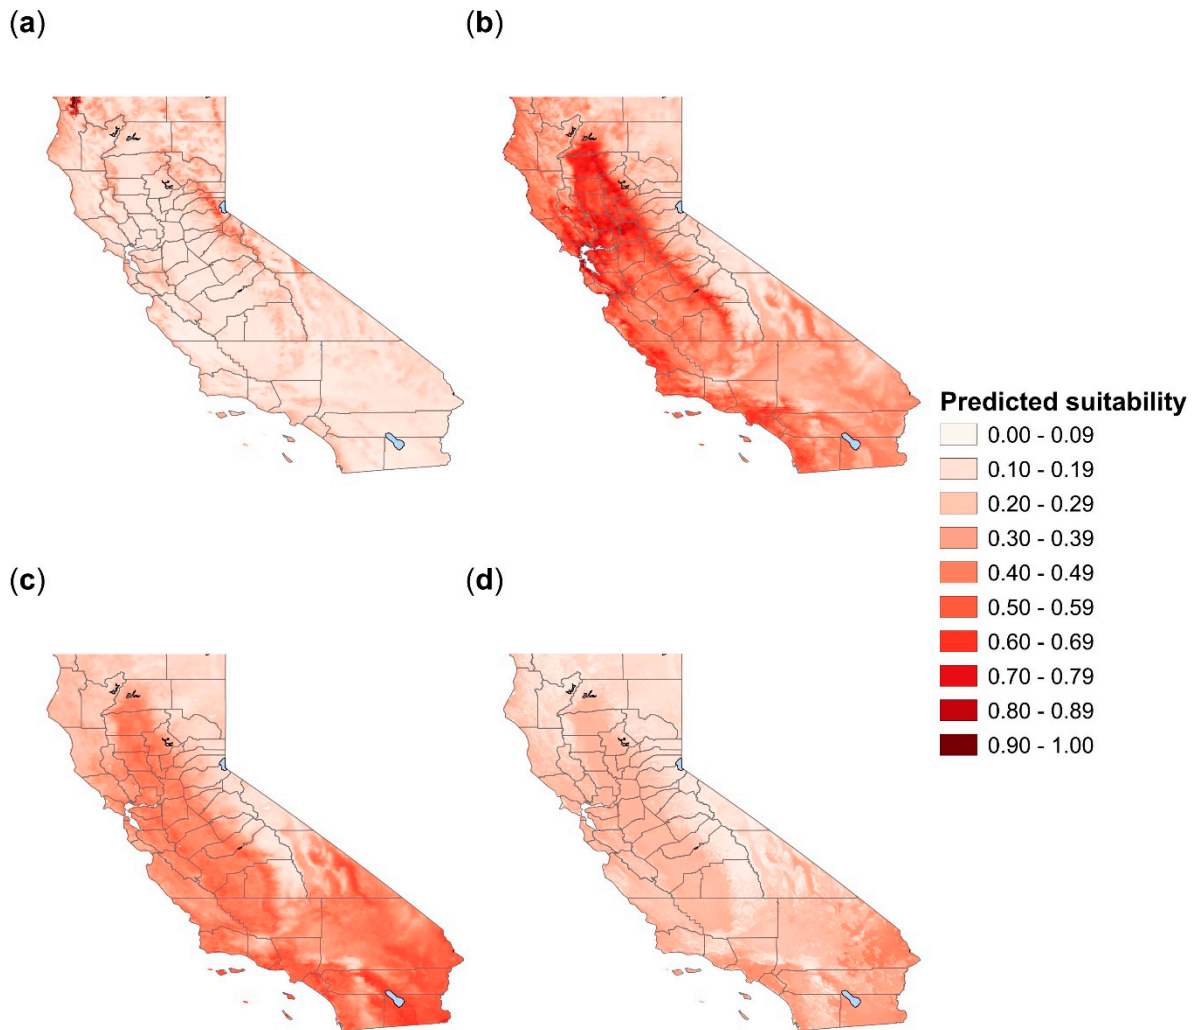 (a)
(b)
(c)
(d)
Predicted suitability
0.00 - 0.09
0.10 - 0.19
0.20 - 0.29
0.30 - 0.39
0.40 - 0.49
0.50 - 0.59
0.60 - 0.69
0.70 - 0.79
0.80 - 0.89
0.90 - 1.00